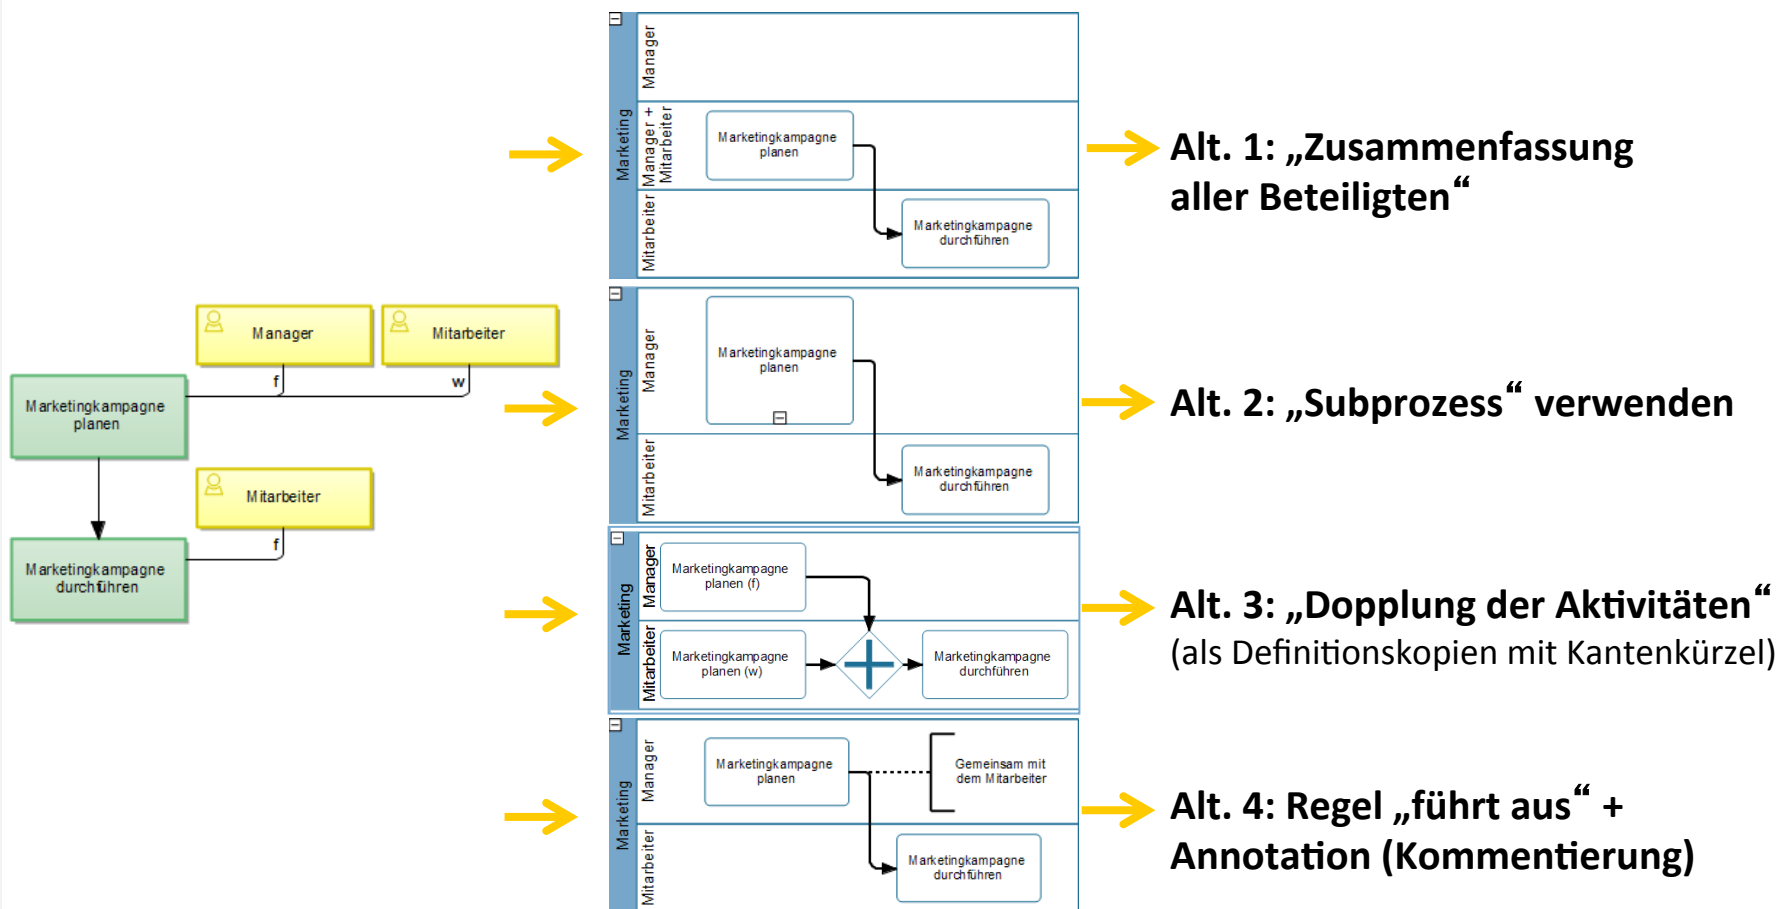 Manager
Mitarbeiter
f
w
Marketingkampagne
planen
Mitarbeiter
f
Marketingkampagne
durchführen
Marketing
Manager
Manager +
Mitarbeiter
Mitarbeiter
Marketingkampagne
planen
Marketingkampagne
durchführen
Alt. 1: „Zusammenfassung
aller Beteiligten“
Marketing
Manager
Mitarbeiter
Marketingkampagne
planen
Marketingkampagne
durchführen
Alt. 2: „Subprozess“ verwenden
Marketing
Manager
Mitarbeiter
Marketingkampagne
planen (f)
Marketingkampagne
planen (w)
Marketingkampagne
durchführen
Alt. 3: „Dopplung der Aktivitäten“
(als Definitionskopien mit Kantenkürzel)
Marketing
Manager
Mitarbeiter
Marketingkampagne
planen
Gemeinsam mit
dem Mitarbeiter
Marketingkampagne
durchführen
Alt. 4: Regel „führt aus“ +
Annotation (Kommentierung)